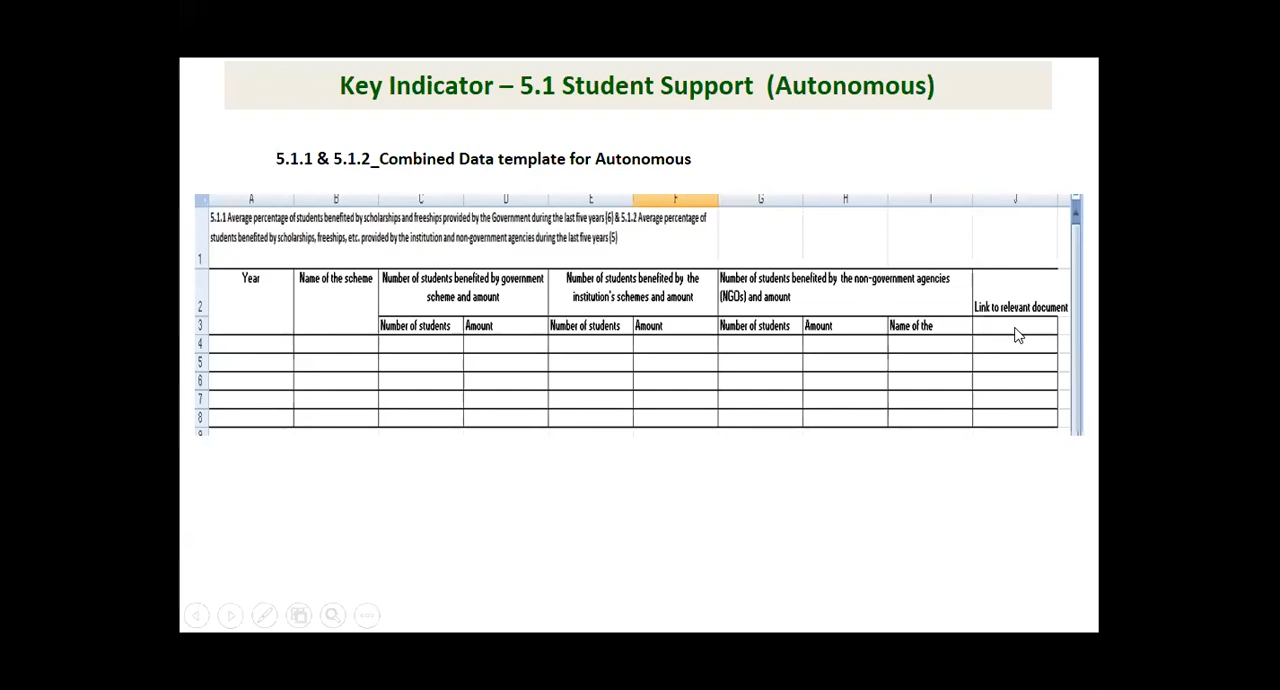 Key Indicator – 5.1 Student Support (Autonomous)
5.1.1 & 5.1.2_Combined Data template for Autonomous
A B C D E F G H I J
5.1.1 Average percentage of students benefited by scholarships and freeships provided by the Government during the last five years (6) & 5.1.2 Average percentage of
students benefited by scholarships, freeships, etc. provided by the institution and non-government agencies during the last five years (5)
1
Year Name of the scheme Number of students benefited by government Number of students benefited by the Number of students benefited by the non-government agencies
scheme and amount institution's schemes and amount (NGOs) and amount
2 Link to relevant document
3 Number of students Amount Number of students Amount Number of students Amount Name of the
4
5
6
7
8
9